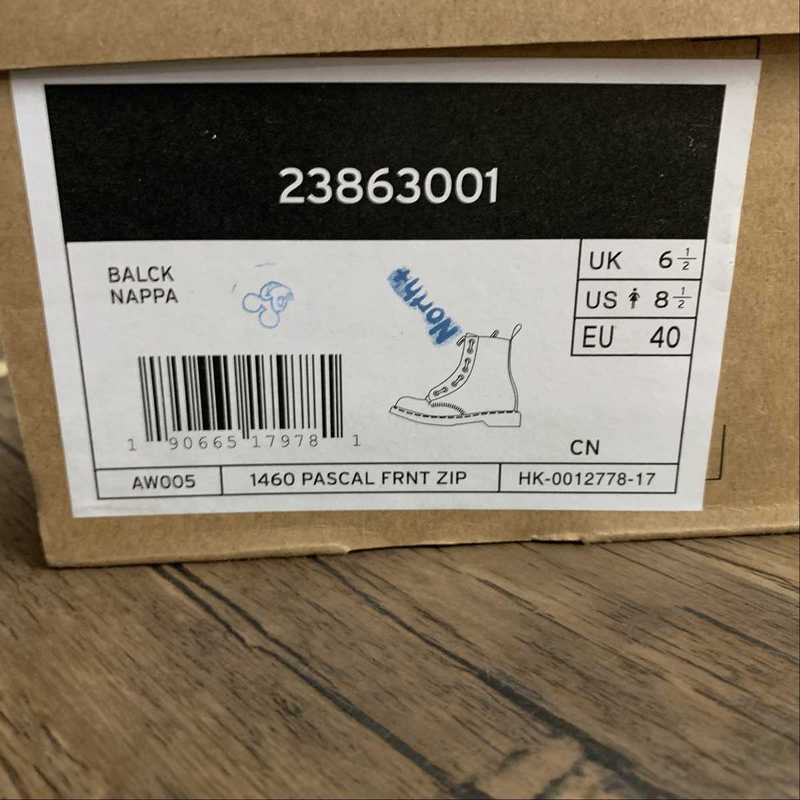 23863001
BALCK
NAPPA
North
UK 6 1/2
US 8 1/2
EU 40
1 90665 17978 1
CN
AW005
1460 PASCAL FRNT ZIP
HK-0012778-17